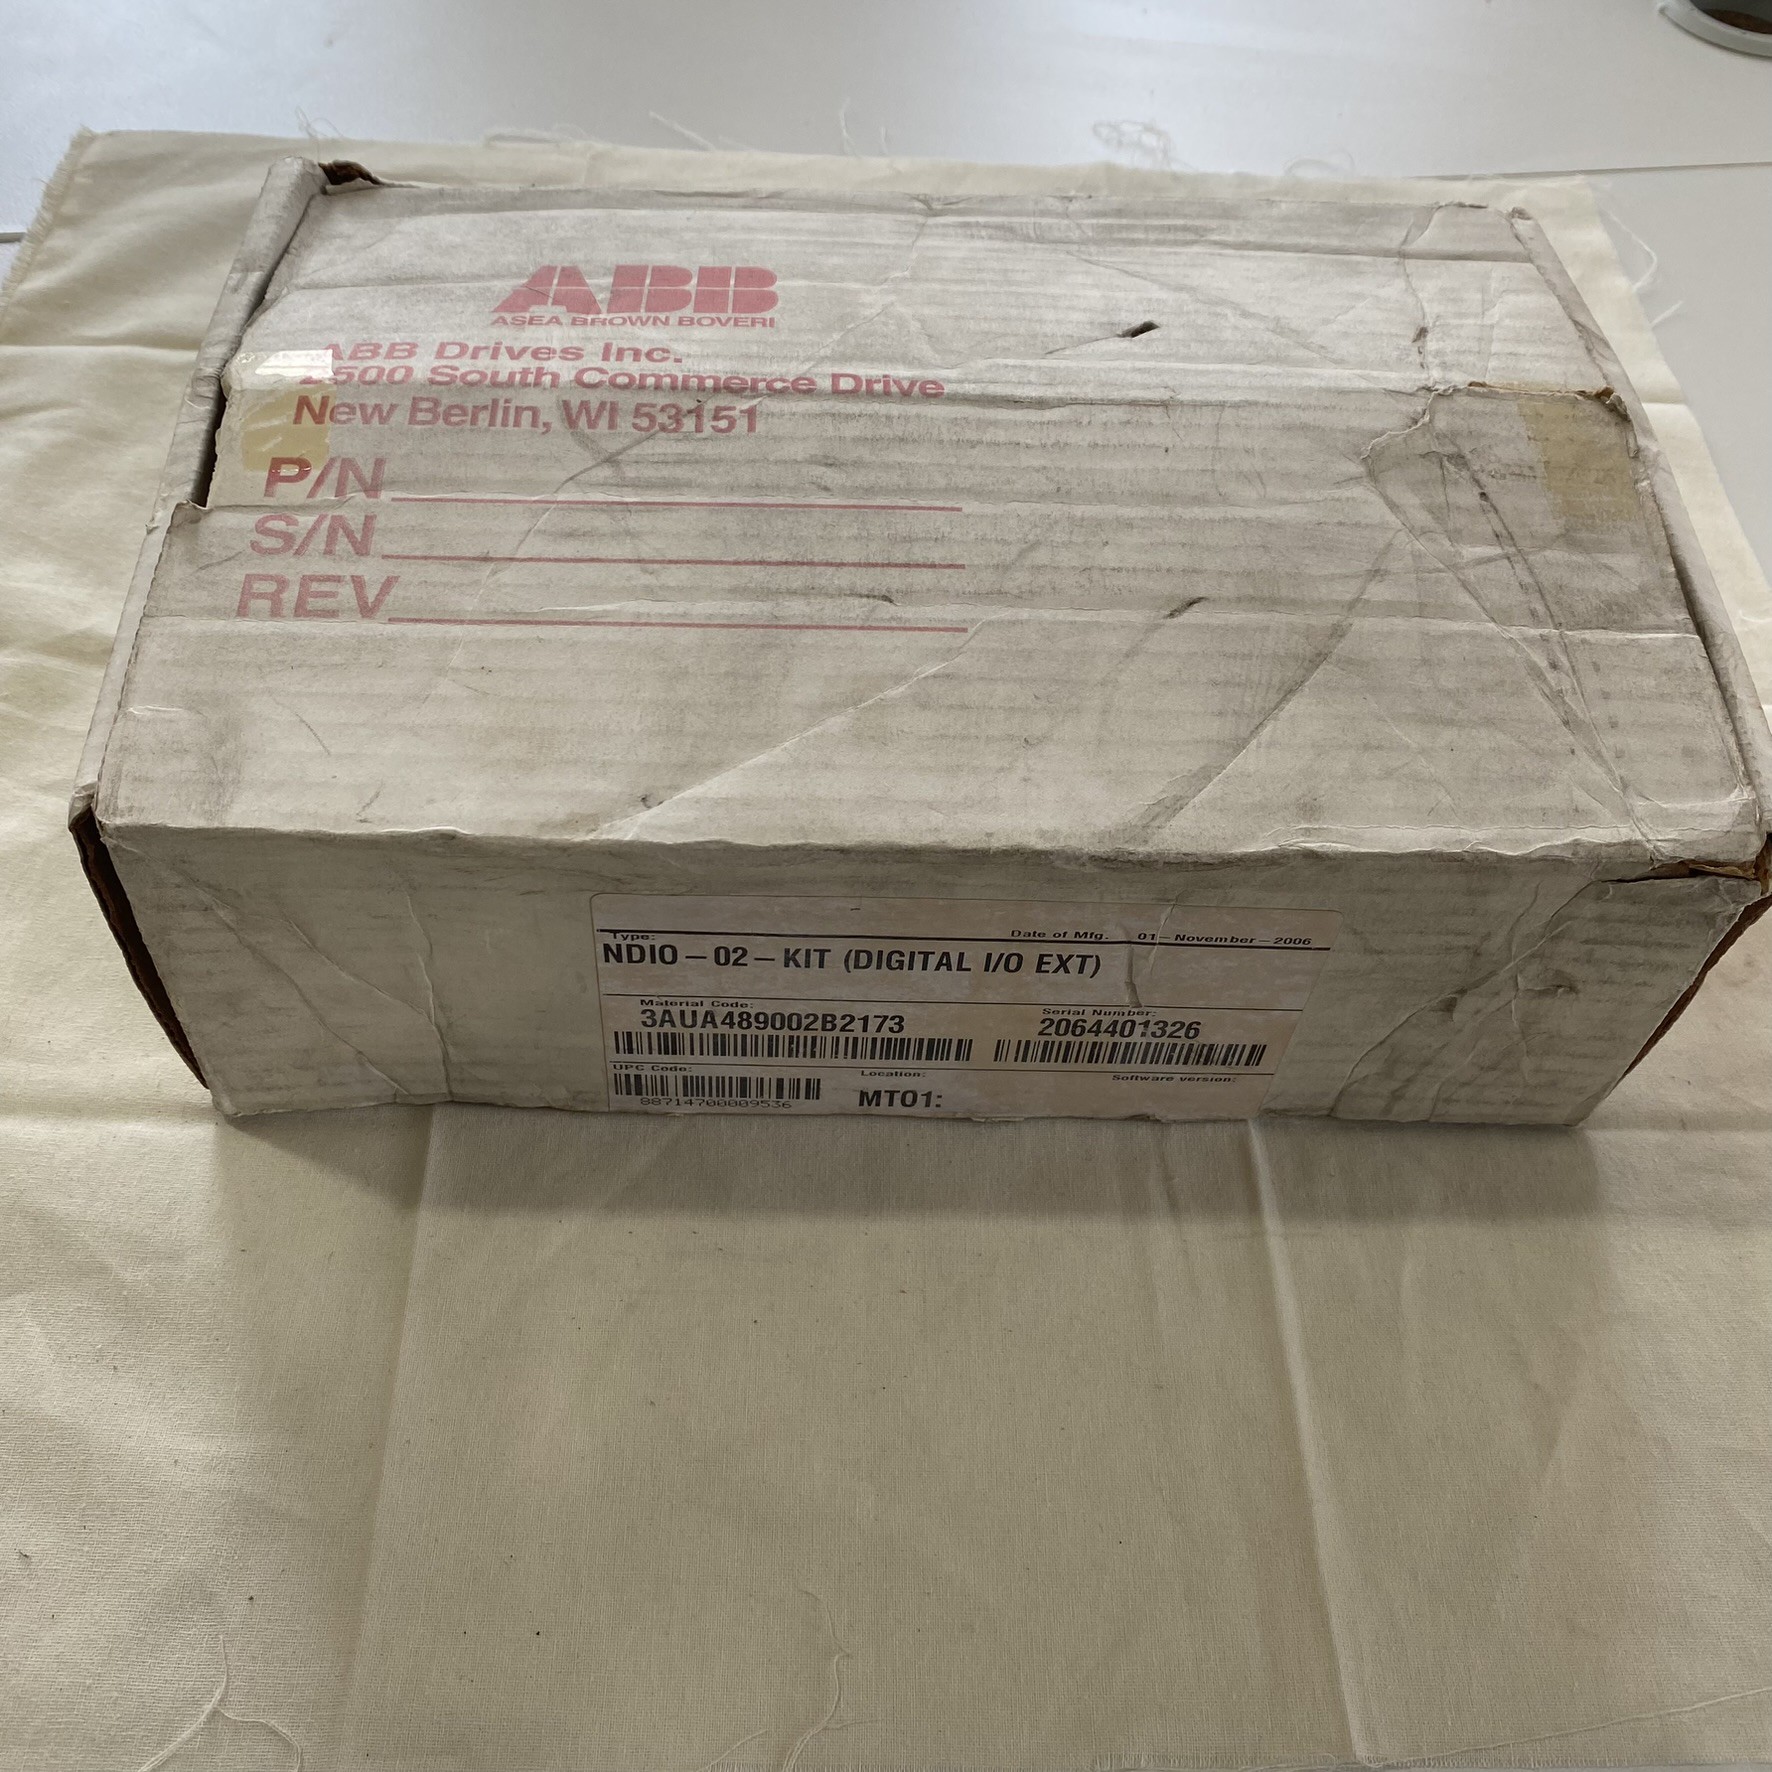 ABB
ASEA BROWN BOVERI
ABB Drives Inc.
South Commerce Drive
New Berlin, WI 53151
P/N
S/N
REV
Type: Date of Mfg. 01-November-2006
NDIO-02-KIT (DIGITAL I/O EXT)
Material Code: Serial Number:
3AUA489002B2173 2064401326
UPC Code: Location: Software version:
MT01: